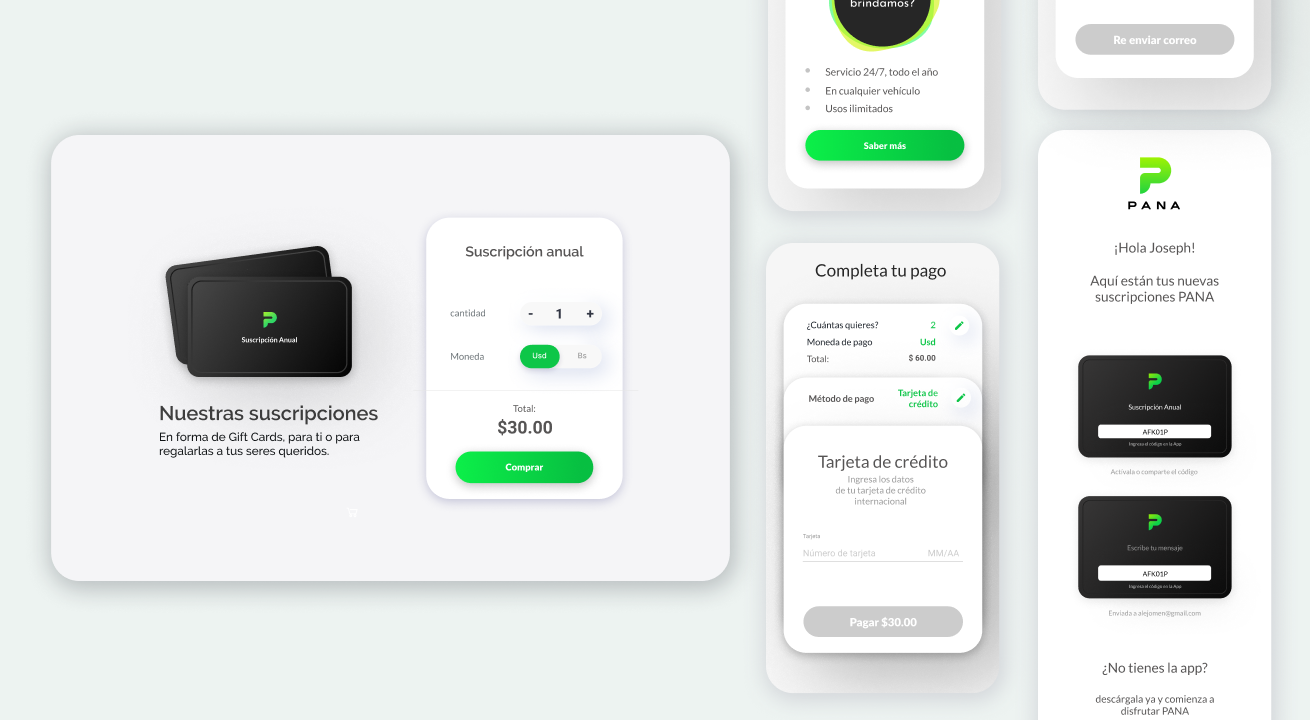 Suscripción Anual
Nuestras suscripciones
En forma de Gift Cards, para ti o para
regalarlas a tus seres queridos.
Suscripción anual
cantidad
- 1 +
Moneda
Usd Bs
Total:
$30.00
Comprar
brindamos?
Servicio 24/7, todo el año
En cualquier vehículo
Usos ilimitados
Saber más
Completa tu pago
¿Cuántas quieres? 2
Moneda de pago Usd
Total: $ 60.00
Método de pago
Tarjeta de
crédito
Tarjeta de crédito
Ingresa los datos
de tu tarjeta de crédito
internacional
Tarjeta
Número de tarjeta MM/AA
Pagar $30.00
Re enviar correo
PANA
¡Hola Joseph!
Aquí están tus nuevas
suscripciones PANA
Suscripción Anual
AFK01P
Ingresa el código en la App
Actívala o comparte el código
Escribe tu mensaje
AFK01P
Ingresa el código en la App
Enviada a alejomen@gmail.com
¿No tienes la app?
descárgala ya y comienza a
disfrutar PANA